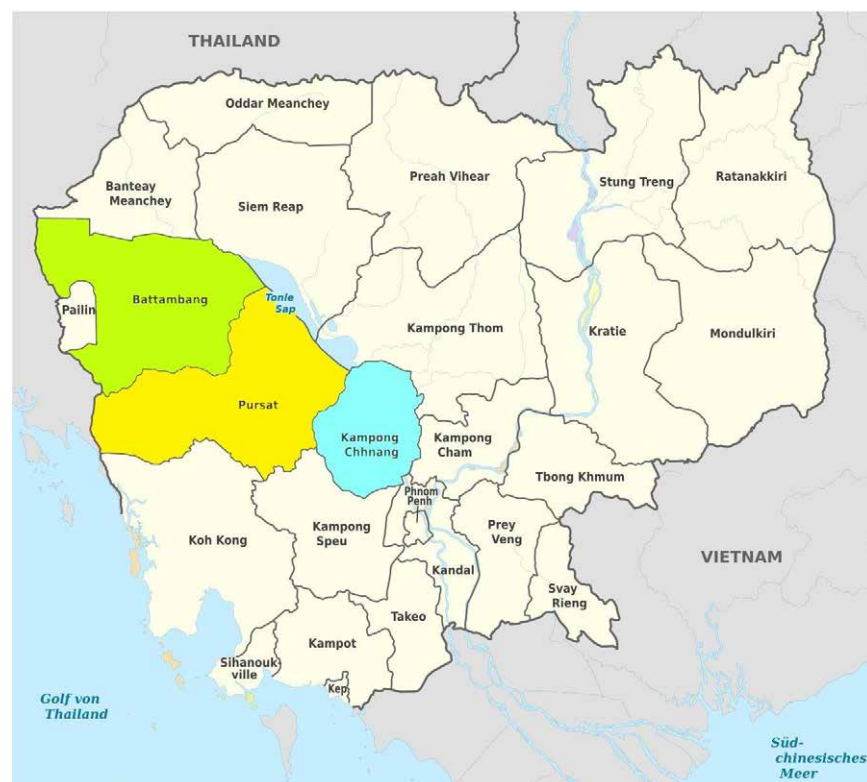 THAILAND
Oddar Meanchey
Banteay
Meanchey
Siem Reap
Preah Vihear
Stung Treng
Ratanakkiri
Battambang
Pailin
Tonle
Sap
Kampong Thom
Kratie
Mondulkiri
Pursat
Kampong
Chhnang
Kampong
Cham
Tbong Khmum
Phnom
Penh
Koh Kong
Kampong
Speu
Prey
Veng
Kandal
VIETNAM
Svay
Rieng
Takeo
Kampot
Sihanouk
ville
Kep
Golf von
Thailand
Süd-
chinesisches
Meer